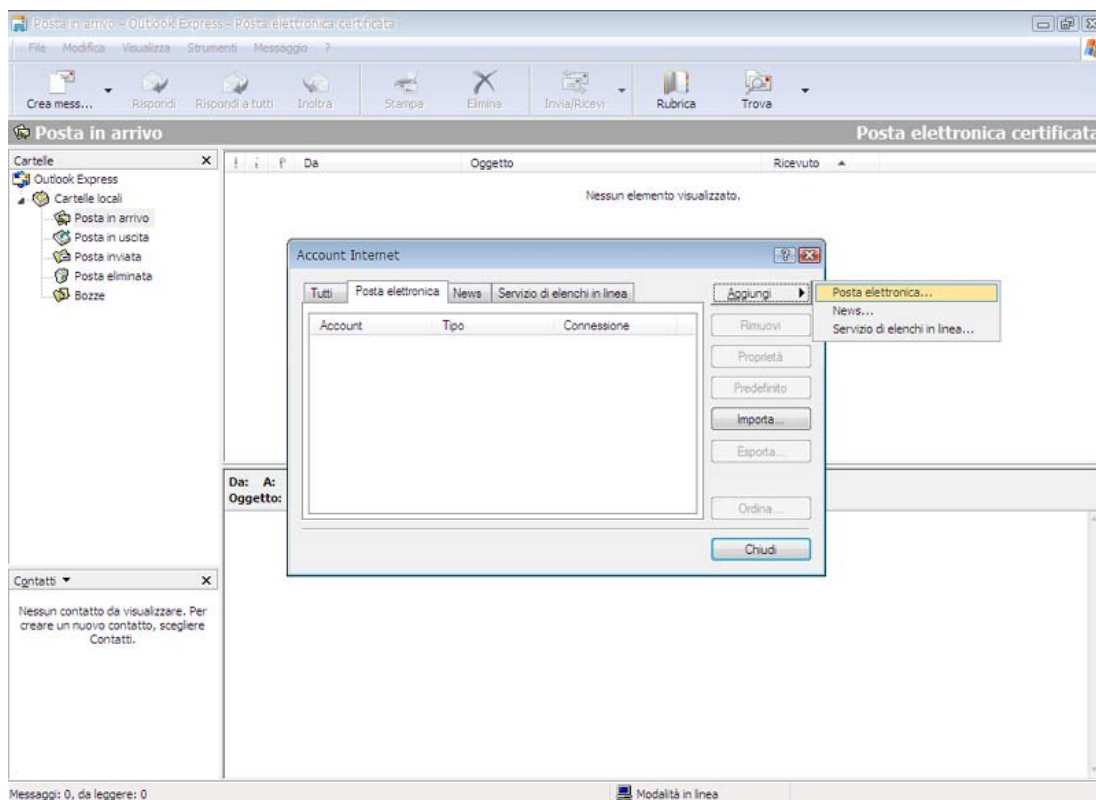 Posta in arrivo - Outlook Express - Posta elettronica certificata
File Modifica Visualizza Strumenti Messaggio ?
Crea mess... Rispondi Rispondi a tutti Inoltra Stampa Elimina Invia/Ricevi Rubrica Trova
Posta in arrivo Posta elettronica certificata
Cartelle
Outlook Express
Cartelle locali
Posta in arrivo
Posta in uscita
Posta inviata
Posta eliminata
Bozze
! Da Oggetto Ricevuto
Nessun elemento visualizzato.
Account Internet
Tutti Posta elettronica News Servizio di elenchi in linea
Account Tipo Connessione
Aggiungi
Rimuovi
Proprietà
Predefinito
Importa...
Esporta...
Ordina...
Chiudi
Posta elettronica...
News...
Servizio di elenchi in linea...
Da: A:
Oggetto:
Contatti
Nessun contatto da visualizzare. Per
creare un nuovo contatto, scegliere
Contatti.
Messaggi: 0, da leggere: 0
Modalità in linea